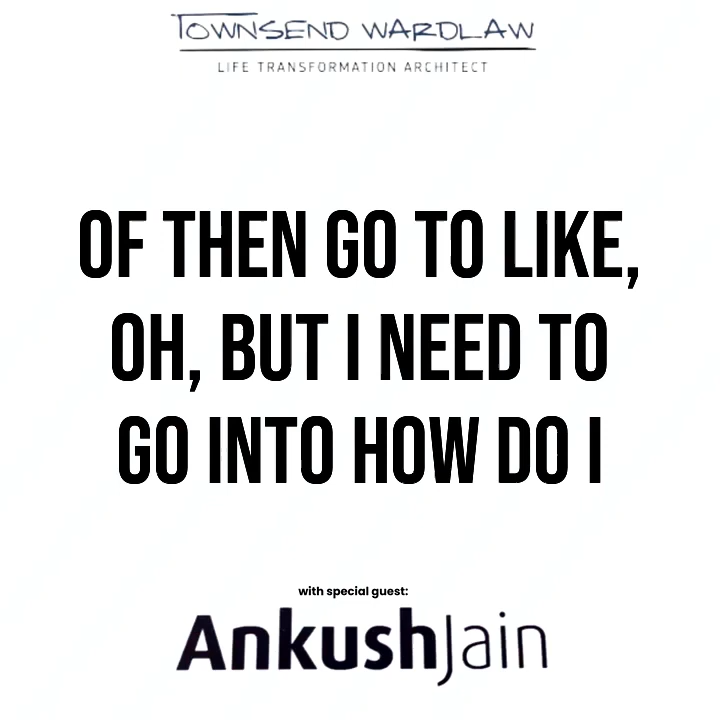 TOWNSEND WARDLAW
LIFE TRANSFORMATION ARCHITECT
OF THEN GO TO LIKE,
OH, BUT I NEED TO
GO INTO HOW DO I
with special guest:
AnkushJain